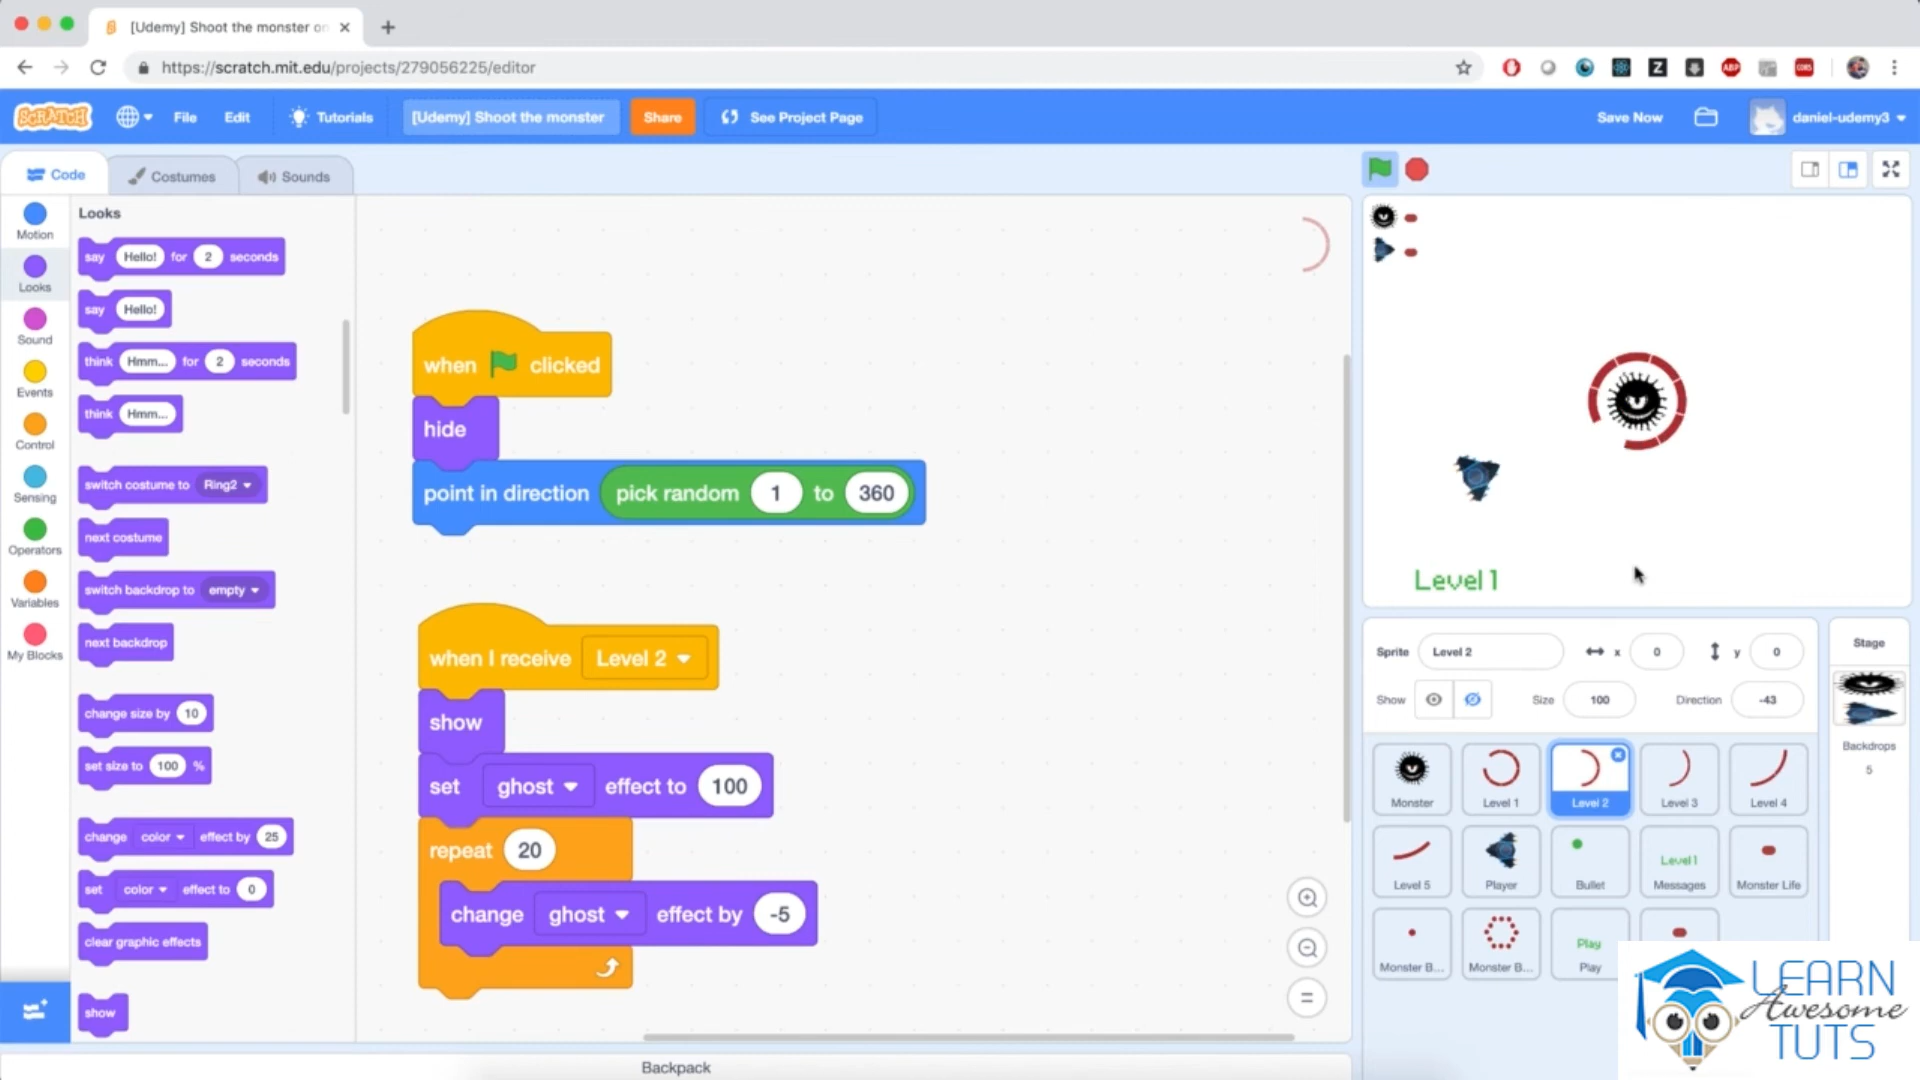 [Udemy] Shoot the monster on
https://scratch.mit.edu/projects/279056225/editor
ABP
CORS
SCRATCH
File
Edit
Tutorials
[Udemy] Shoot the monster
Share
See Project Page
Save Now
daniel-udemy3
Code
Costumes
Sounds
Motion
Looks
Sound
Events
Control
Sensing
Operators
Variables
My Blocks
Looks
say Hello! for 2 seconds
say Hello!
think Hmm... for 2 seconds
think Hmm...
switch costume to Ring2
next costume
switch backdrop to empty
next backdrop
change size by 10
set size to 100 %
change color effect by 25
set color effect to 0
clear graphic effects
show
when clicked
hide
point in direction pick random 1 to 360
when I receive Level 2
show
set ghost effect to 100
repeat 20
change ghost effect by -5
Backpack
Level 1
Sprite Level 2 x 0 y 0
Show Size 100 Direction -43
Monster
Level 1
Level 2
Level 3
Level 4
Level 5
Player
Bullet
Level 1
Messages
Monster Life
Monster B...
Monster B...
Play
Play
Stage
Backdrops
5
LEARN
Awesome
TUTS